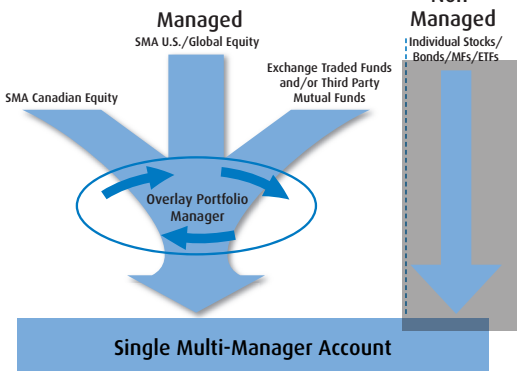 Managed
SMA U.S./Global Equity
Exchange Traded Funds
and/or Third Party
Mutual Funds
SMA Canadian Equity
Overlay Portfolio
Manager
Managed
Individual Stocks/
Bonds/MFs/ETFs
Single Multi-Manager Account